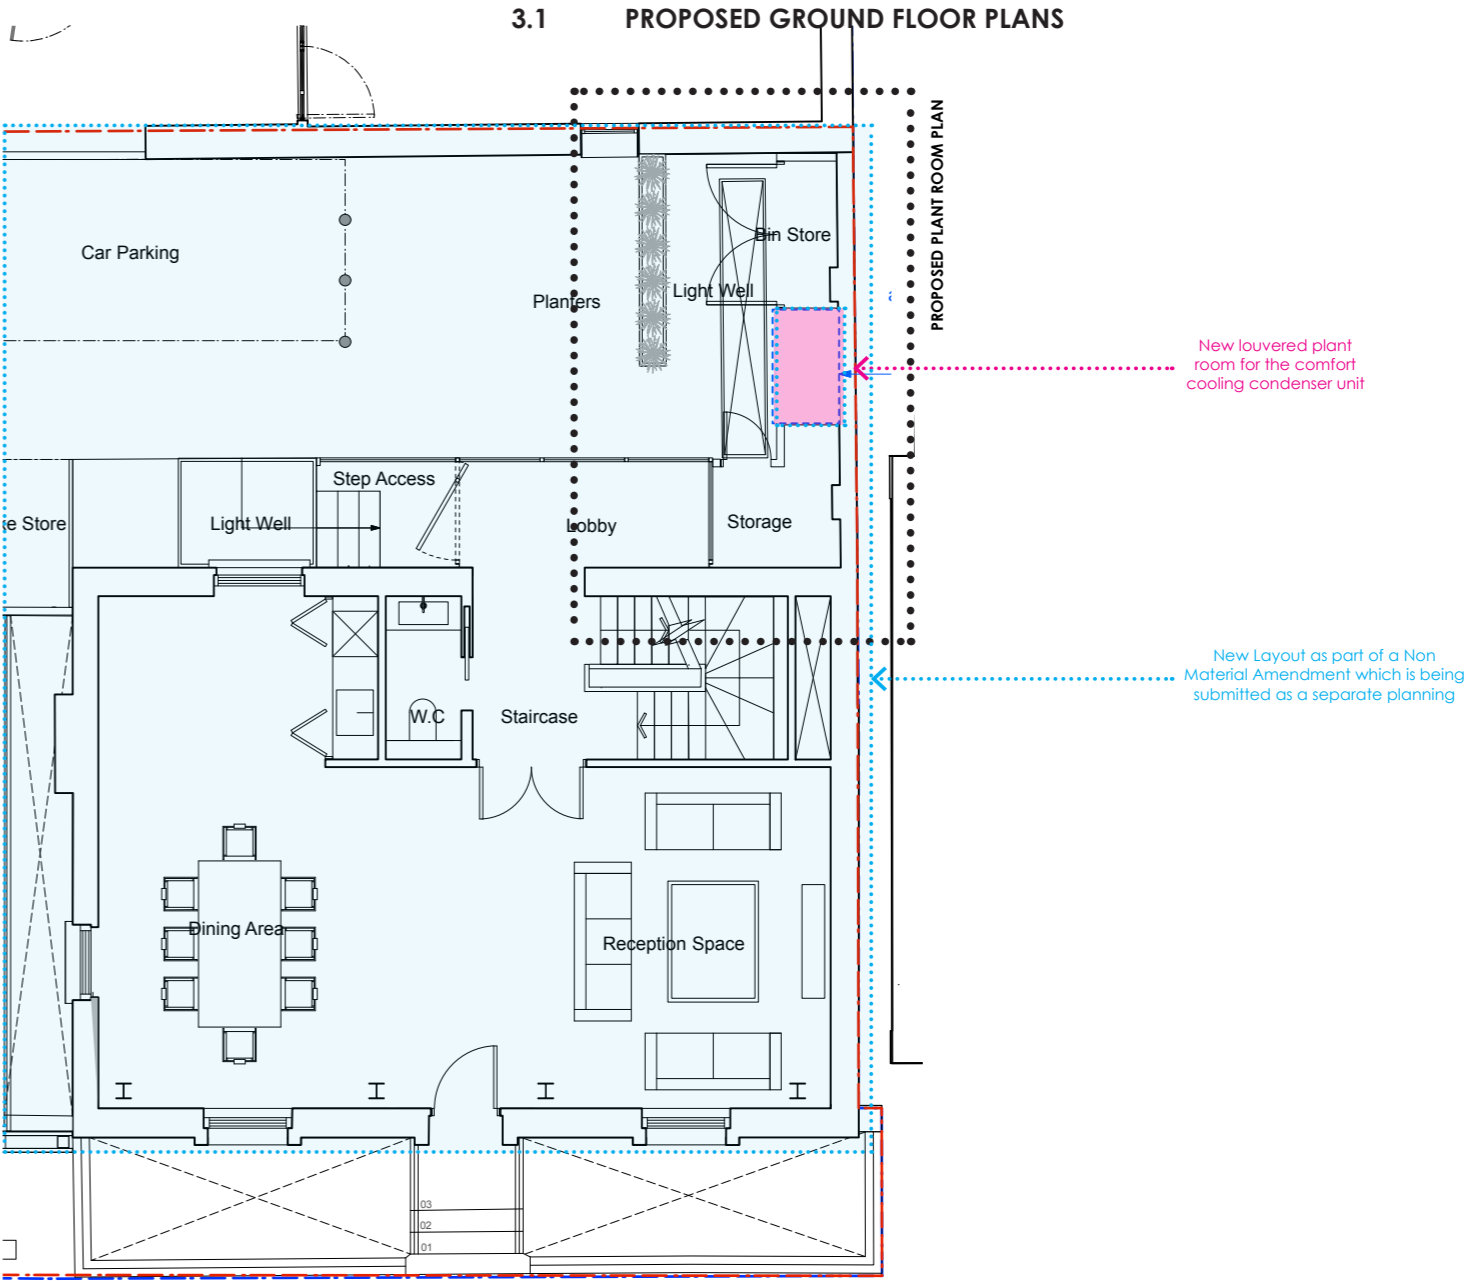 3.1 PROPOSED GROUND FLOOR PLANS
PROPOSED PLANT ROOM PLAN
Car Parking
Bin Store
Planters
Light Well
New louvered plant
room for the comfort
cooling condenser unit
Step Access
e Store
Light Well
Lobby
Storage
New Layout as part of a Non
Material Amendment which is being
submitted as a separate planning
W.C
Staircase
Dining Area
Reception Space
03
02
01